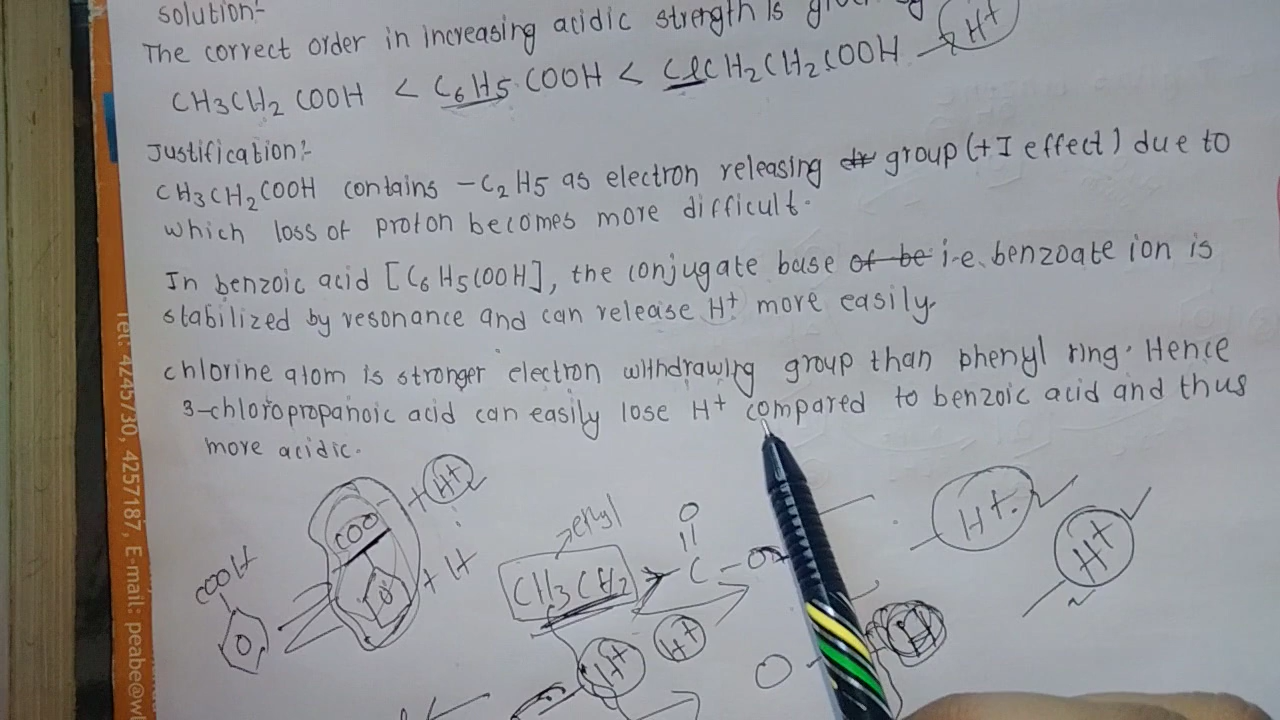 solution:-
The correct order in increasing acidic strength is
CH3CH2COOH < C6H5COOH < ClCH2CH2COOH → H+
Justification:-
CH3CH2COOH contains -C2H5 as electron releasing group (+I effect) due to
which loss of proton becomes more difficult.
In benzoic acid [C6H5COOH], the conjugate base of be i.e. benzoate ion is
stabilized by resonance and can release H+ more easily.
chlorine atom is stronger electron withdrawing group than phenyl ring. Hence
3-chloropropanoic acid can easily lose H+ compared to benzoic acid and thus
more acidic.
COO + H+
COOH
+ H
CH3CH2
O
C - O
H+
H+
H+
H+
O
H
Tel: 4245730, 4257187, E-mail: peabe@wl